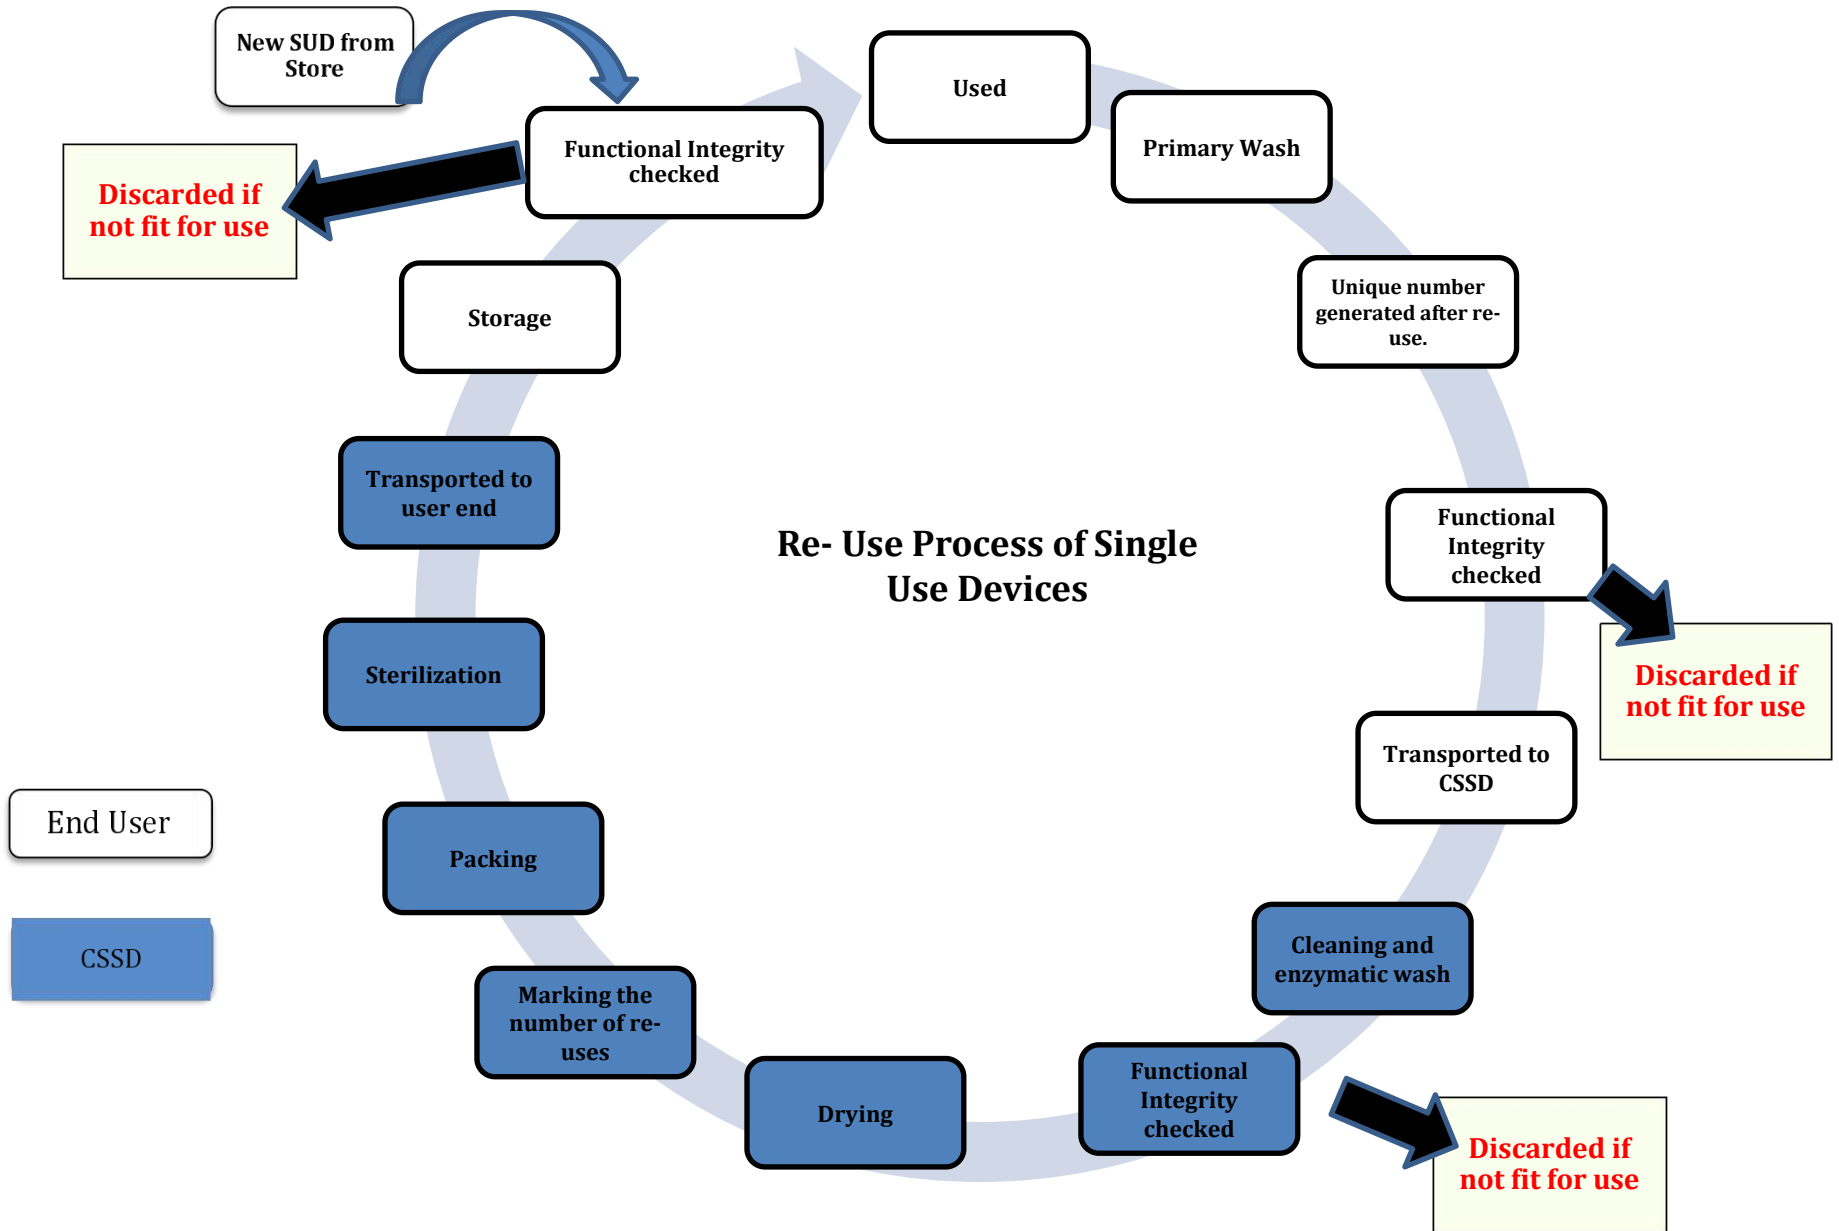 New SUD from
Store
Used
Functional Integrity
checked
Primary Wash
Discarded if
not fit for use
Unique number
generated after re-
use.
Storage
Transported to
user end
Functional
Integrity
checked
Re- Use Process of Single
Use Devices
Discarded if
not fit for use
Sterilization
Transported to
CSSD
End User
Packing
Cleaning and
enzymatic wash
CSSD
Marking the
number of re-
uses
Drying
Functional
Integrity
checked
Discarded if
not fit for use